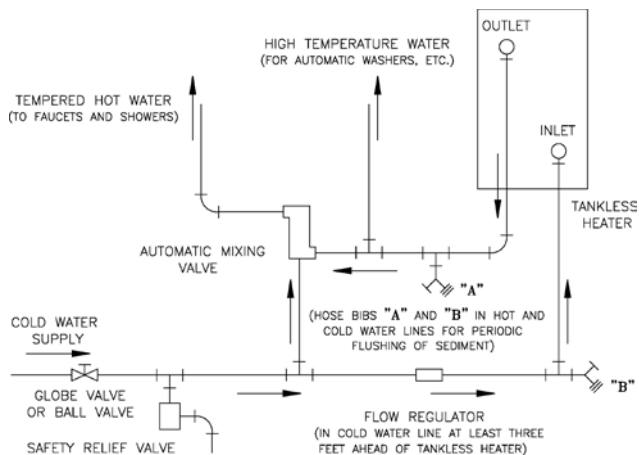 OUTLET
HIGH TEMPERATURE WATER
(FOR AUTOMATIC WASHERS, ETC.)
TEMPERED HOT WATER
(TO FAUCETS AND SHOWERS)
INLET
TANKLESS
HEATER
AUTOMATIC MIXING
VALVE
"A"
(HOSE BIBS "A" AND "B" IN HOT AND
COLD WATER LINES FOR PERIODIC
FLUSHING OF SEDIMENT)
COLD WATER
SUPPLY
"B"
GLOBE VALVE
OR BALL VALVE
FLOW REGULATOR
(IN COLD WATER LINE AT LEAST THREE
FEET AHEAD OF TANKLESS HEATER)
SAFETY RELIEF VALVE